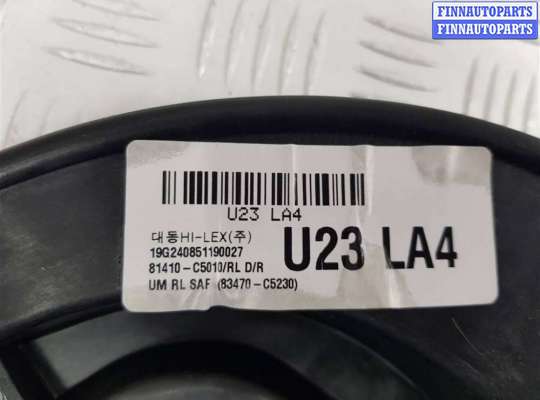 FINNAUTOPARTS
FINNAUTOPARTS
U23 LA4
대동HI-LEX(주)
19G240851190027
81410-C5010/RL D/R
UM RL SAF (83470-C5230)
U23 LA4